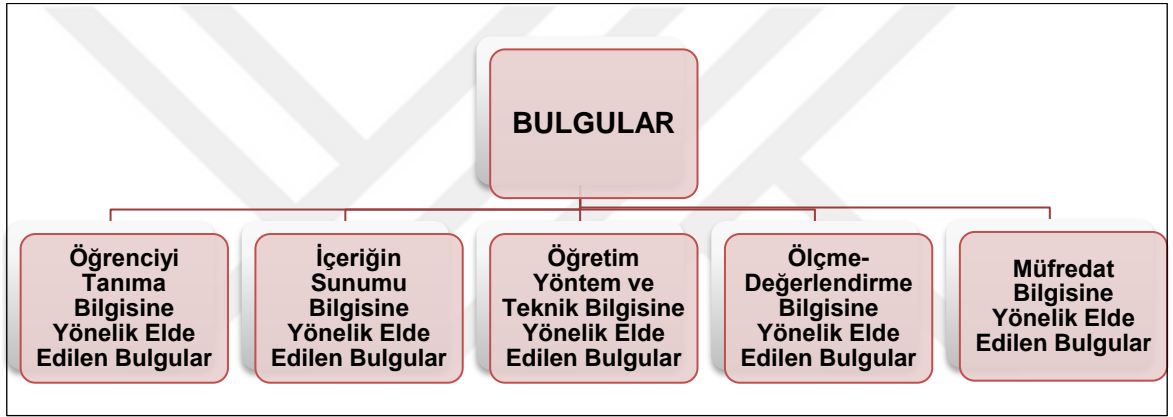 BULGULAR
Öğrenciyi
Tanıma
Bilgisine
Yönelik Elde
Edilen Bulgular
İçeriğin
Sunumu
Bilgisine
Yönelik Elde
Edilen Bulgular
Öğretim
Yöntem ve
Teknik Bilgisine
Yönelik Elde
Edilen Bulgular
Ölçme-
Değerlendirme
Bilgisine
Yönelik Elde
Edilen Bulgular
Müfredat
Bilgisine
Yönelik Elde
Edilen Bulgular